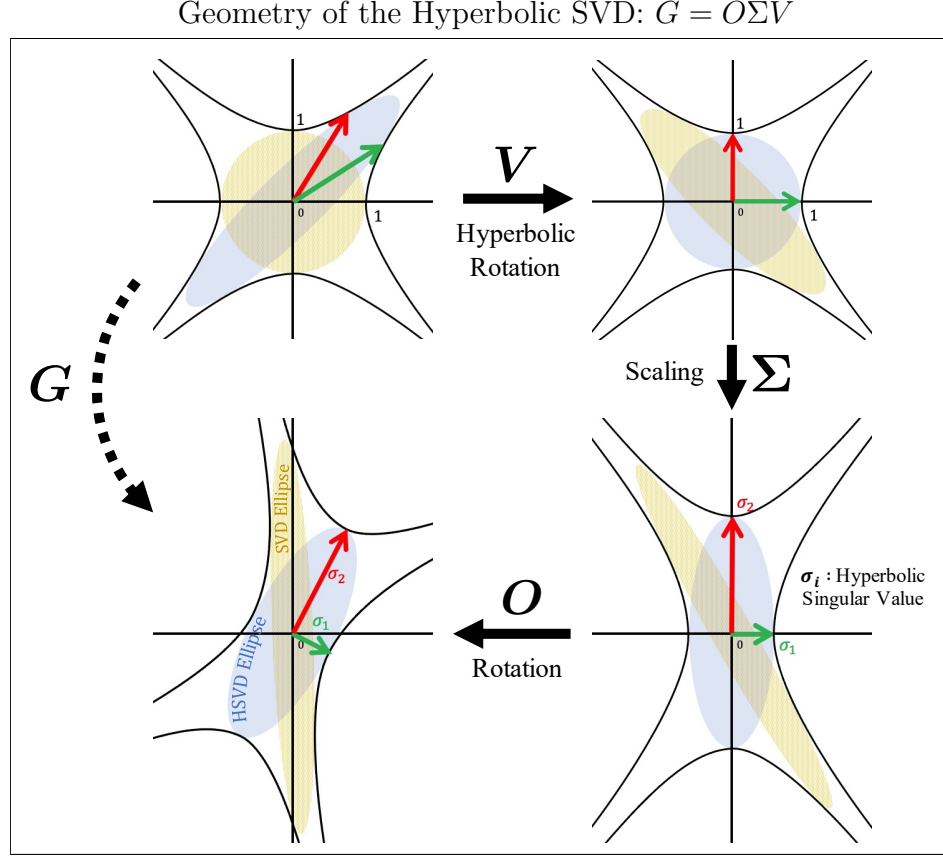 Geometry of the Hyperbolic SVD: G = OΣV
1
0
1
V
Hyperbolic
Rotation
1
0
1
G
Scaling
Σ
SVD Ellipse
HSVD Ellipse
σ₂
σ₁
0
O
Rotation
σ₂
0
σ₁
σᵢ : Hyperbolic
Singular Value